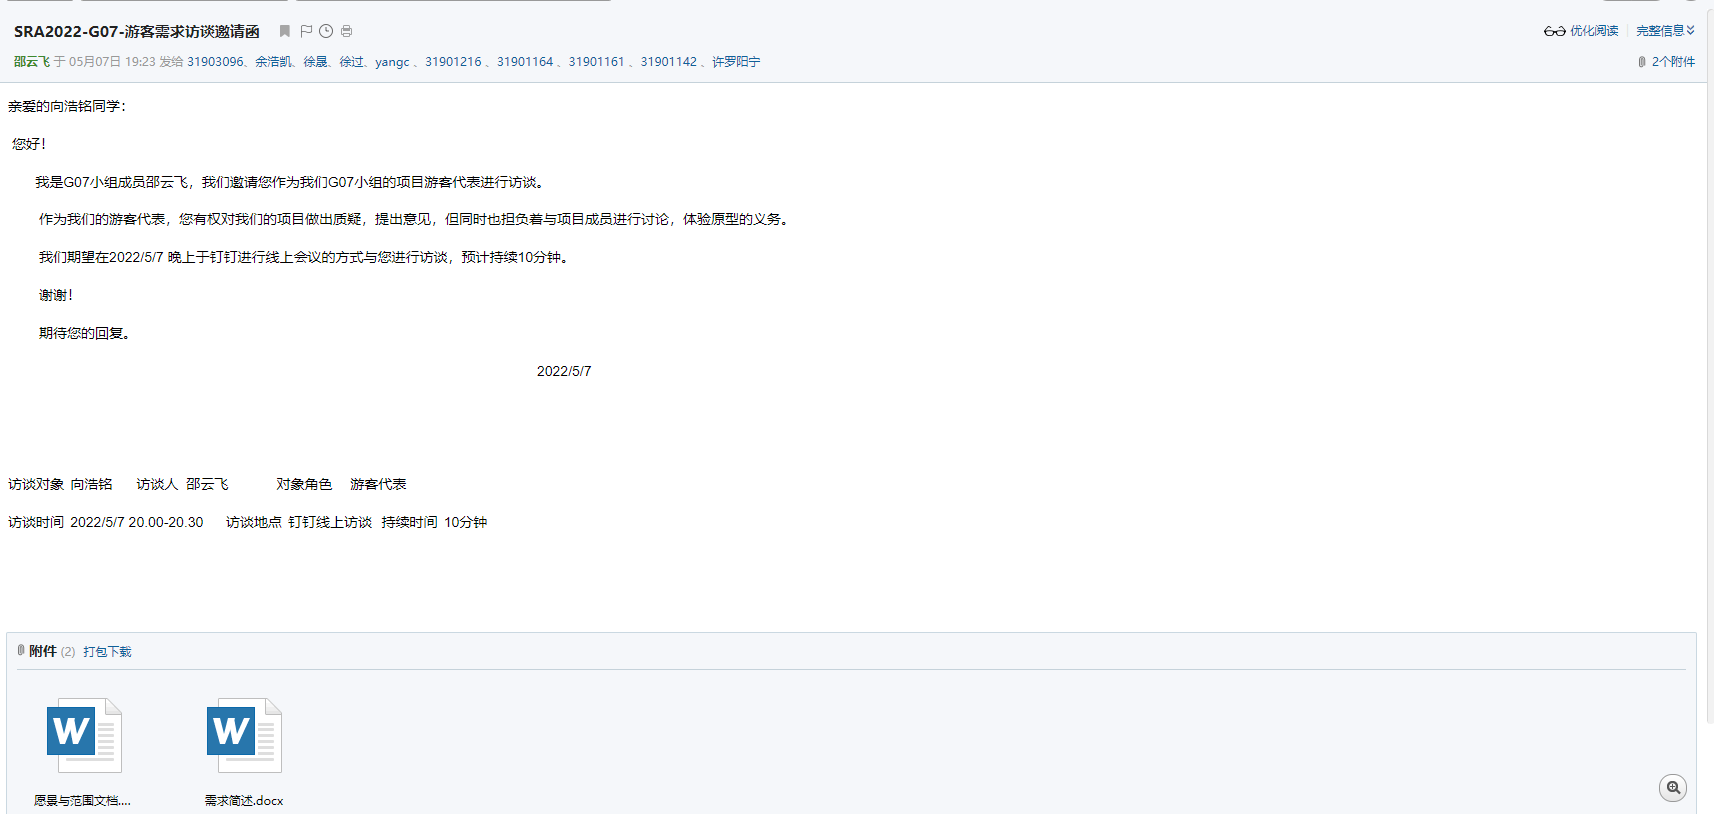 SRA2022-G07-游客需求访谈邀请函
优化阅读 完整信息
邵云飞 于 05月07日 19:23 发给 31903096、余浩凯、徐晟、徐过、yangc 、31901216 、31901164 、31901161 、31901142 、许罗阳宁
2个附件
亲爱的向浩铭同学：
您好！
我是G07小组成员邵云飞，我们邀请您作为我们G07小组的项目游客代表进行访谈。
作为我们的游客代表，您有权对我们的项目做出质疑，提出意见，但同时也担负着与项目成员进行讨论，体验原型的义务。
我们期望在2022/5/7 晚上于钉钉进行线上会议的方式与您进行访谈，预计持续10分钟。
谢谢！
期待您的回复。
2022/5/7
访谈对象 向浩铭 访谈人 邵云飞 对象角色 游客代表
访谈时间 2022/5/7 20.00-20.30 访谈地点 钉钉线上访谈 持续时间 10分钟
附件 (2) 打包下载
W W
愿景与范围文档.... 需求简述.docx